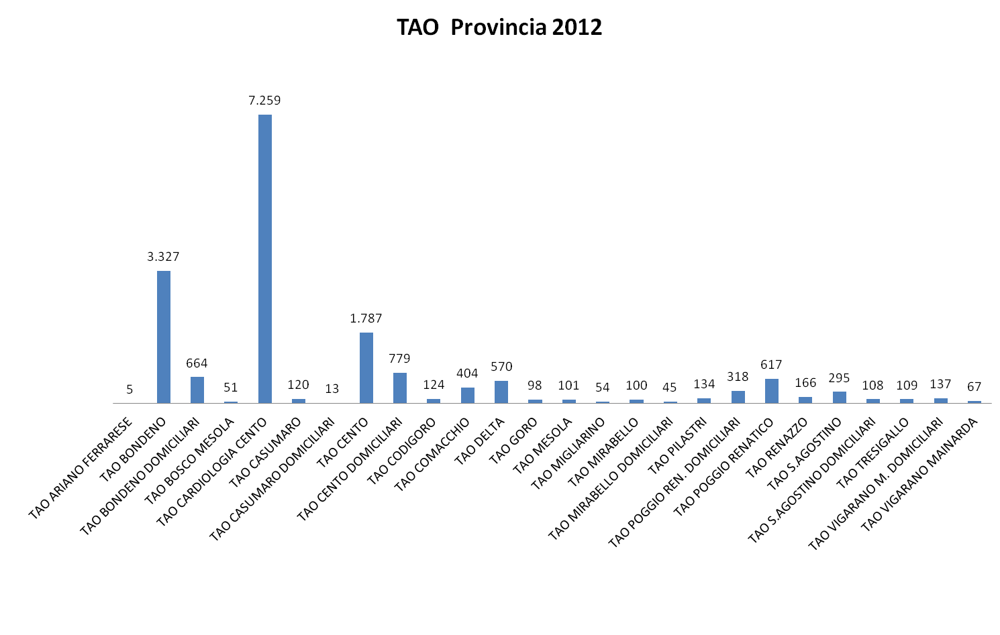 TAO  Provincia 2012
5
3.327
664
51
7.259
120
13
1.787
779
124
404
570
98
101
54
100
45
134
318
617
166
295
108
109
137
67
TAO ARIANO FERRARESE
TAO BONDENO
TAO BONDENO DOMICILIARI
TAO BOSCO MESOLA
TAO CARDIOLOGIA CENTO
TAO CASUMARO
TAO CASUMARO DOMICILIARI
TAO CENTO
TAO CENTO DOMICILIARI
TAO CODIGORO
TAO COMACCHIO
TAO DELTA
TAO GORO
TAO MESOLA
TAO MIGLIARINO
TAO MIRABELLO
TAO MIRABELLO DOMICILIARI
TAO PILASTRI
TAO POGGIO REN. DOMICILIARI
TAO POGGIO RENATICO
TAO RENAZZO
TAO S.AGOSTINO
TAO S.AGOSTINO DOMICILIARI
TAO TRESIGALLO
TAO VIGARANO M. DOMICILIARI
TAO VIGARANO MAINARDA